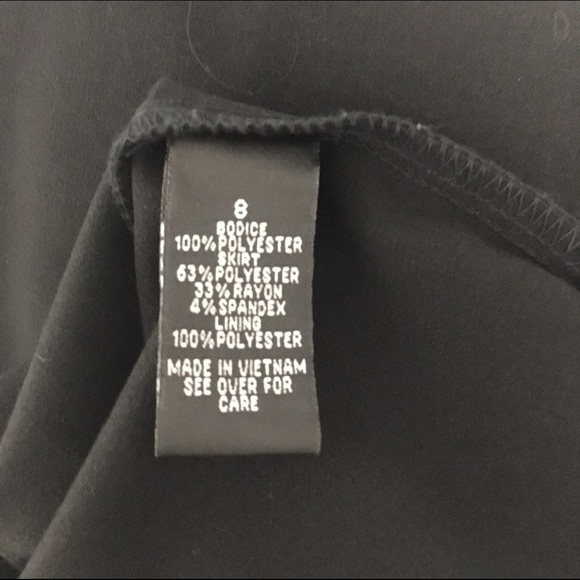 8
BODICE
100%POLYESTER
SKIRT
63%POLYESTER
33%RAYON
4%SPANDEX
LINING
100%POLYESTER
MADE IN VIETNAM
SEE OVER FOR
CARE